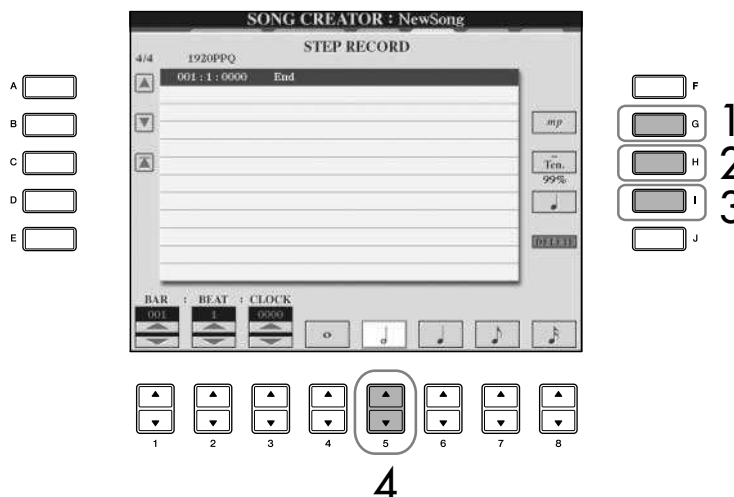 SONG CREATOR : NewSong
STEP RECORD
4/4 1920PPQ
001 : 1 : 0000 End
A
B
C
D
E
mp
Ten.
99%
DELETE
F
G
H
I
J
1
2
3
BAR : BEAT : CLOCK
001 1 0000
1 2 3 4 5 6 7 8
4